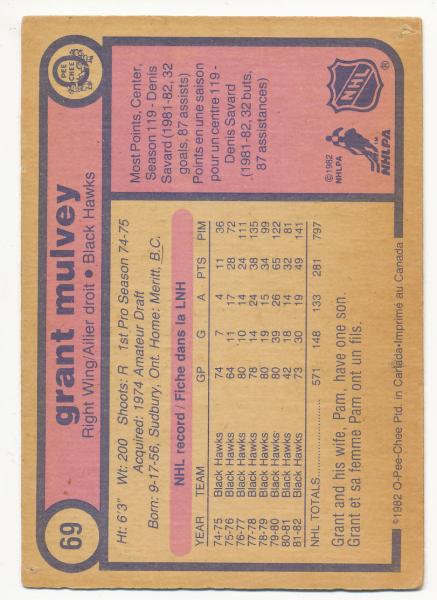 69
grant mulvey
O PEE CHEE
Right Wing/Ailier droit • Black Hawks
Ht: 6'3" Wt: 200 Shoots: R 1st Pro Season 74-75
Acquired: 1974 Amateur Draft
Born: 9-17-56, Sudbury, Ont. Home: Meritt, B.C.
NHL record / Fiche dans la LNH
YEAR TEAM GP G A PTS PIM
74-75 Black Hawks 74 7 4 11 36
75-76 Black Hawks 64 11 17 28 72
76-77 Black Hawks 80 10 14 24 111
77-78 Black Hawks 78 14 24 38 135
78-79 Black Hawks 80 19 15 34 99
79-80 Black Hawks 80 39 26 65 122
80-81 Black Hawks 42 18 14 32 81
81-82 Black Hawks 73 30 19 49 141
NHL TOTALS 571 148 133 281 797
Grant and his wife, Pam, have one son.
Grant et sa femme Pam ont un fils.
©1982 O-Pee-Chee Ptd. in Canada-Imprimé au Canada
Most Points, Center,
Season 119 - Denis
Savard (1981-82, 32
goals, 87 assists)
Points en une saison
pour un centre 119 -
Denis Savard
(1981-82, 32 buts,
87 assistances)
NHL
®
©1982
NHLPA
NHLPA